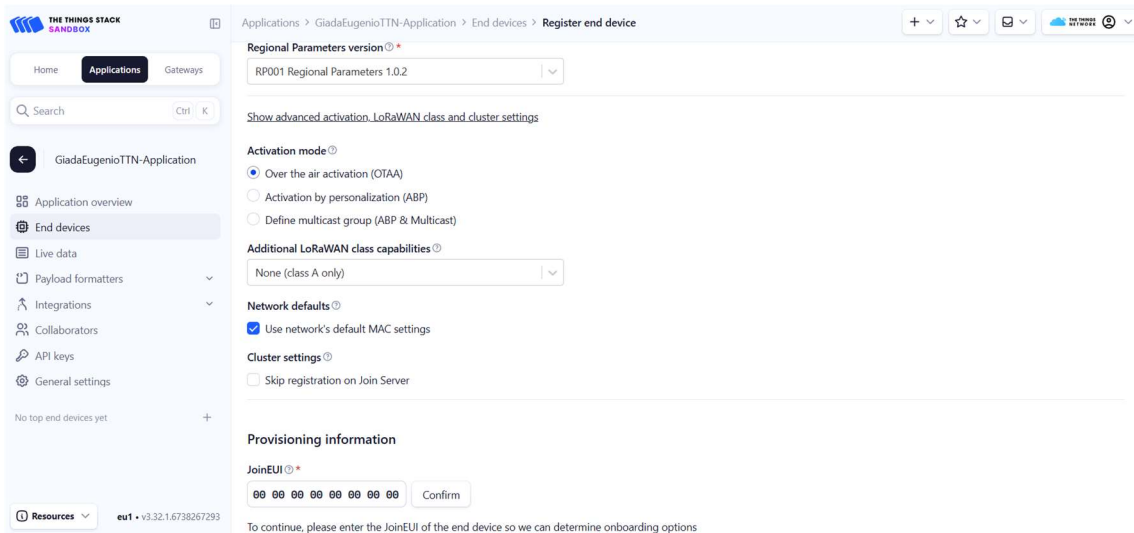 THE THINGS STACK
SANDBOX
Home
Applications
Gateways
Search
Ctrl
K
GiadaEugenioTTN-Application
Application overview
End devices
Live data
Payload formatters
Integrations
Collaborators
API keys
General settings
No top end devices yet
Resources
eu1 • v3.32.1.6738267293
Applications > GiadaEugenioTTN-Application > End devices > Register end device
THE THINGS
NETWORK
Regional Parameters version *
RP001 Regional Parameters 1.0.2
Show advanced activation, LoRaWAN class and cluster settings
Activation mode
Over the air activation (OTAA)
Activation by personalization (ABP)
Define multicast group (ABP & Multicast)
Additional LoRaWAN class capabilities
None (class A only)
Network defaults
Use network's default MAC settings
Cluster settings
Skip registration on Join Server
Provisioning information
JoinEUI *
00 00 00 00 00 00 00 00
Confirm
To continue, please enter the JoinEUI of the end device so we can determine onboarding options